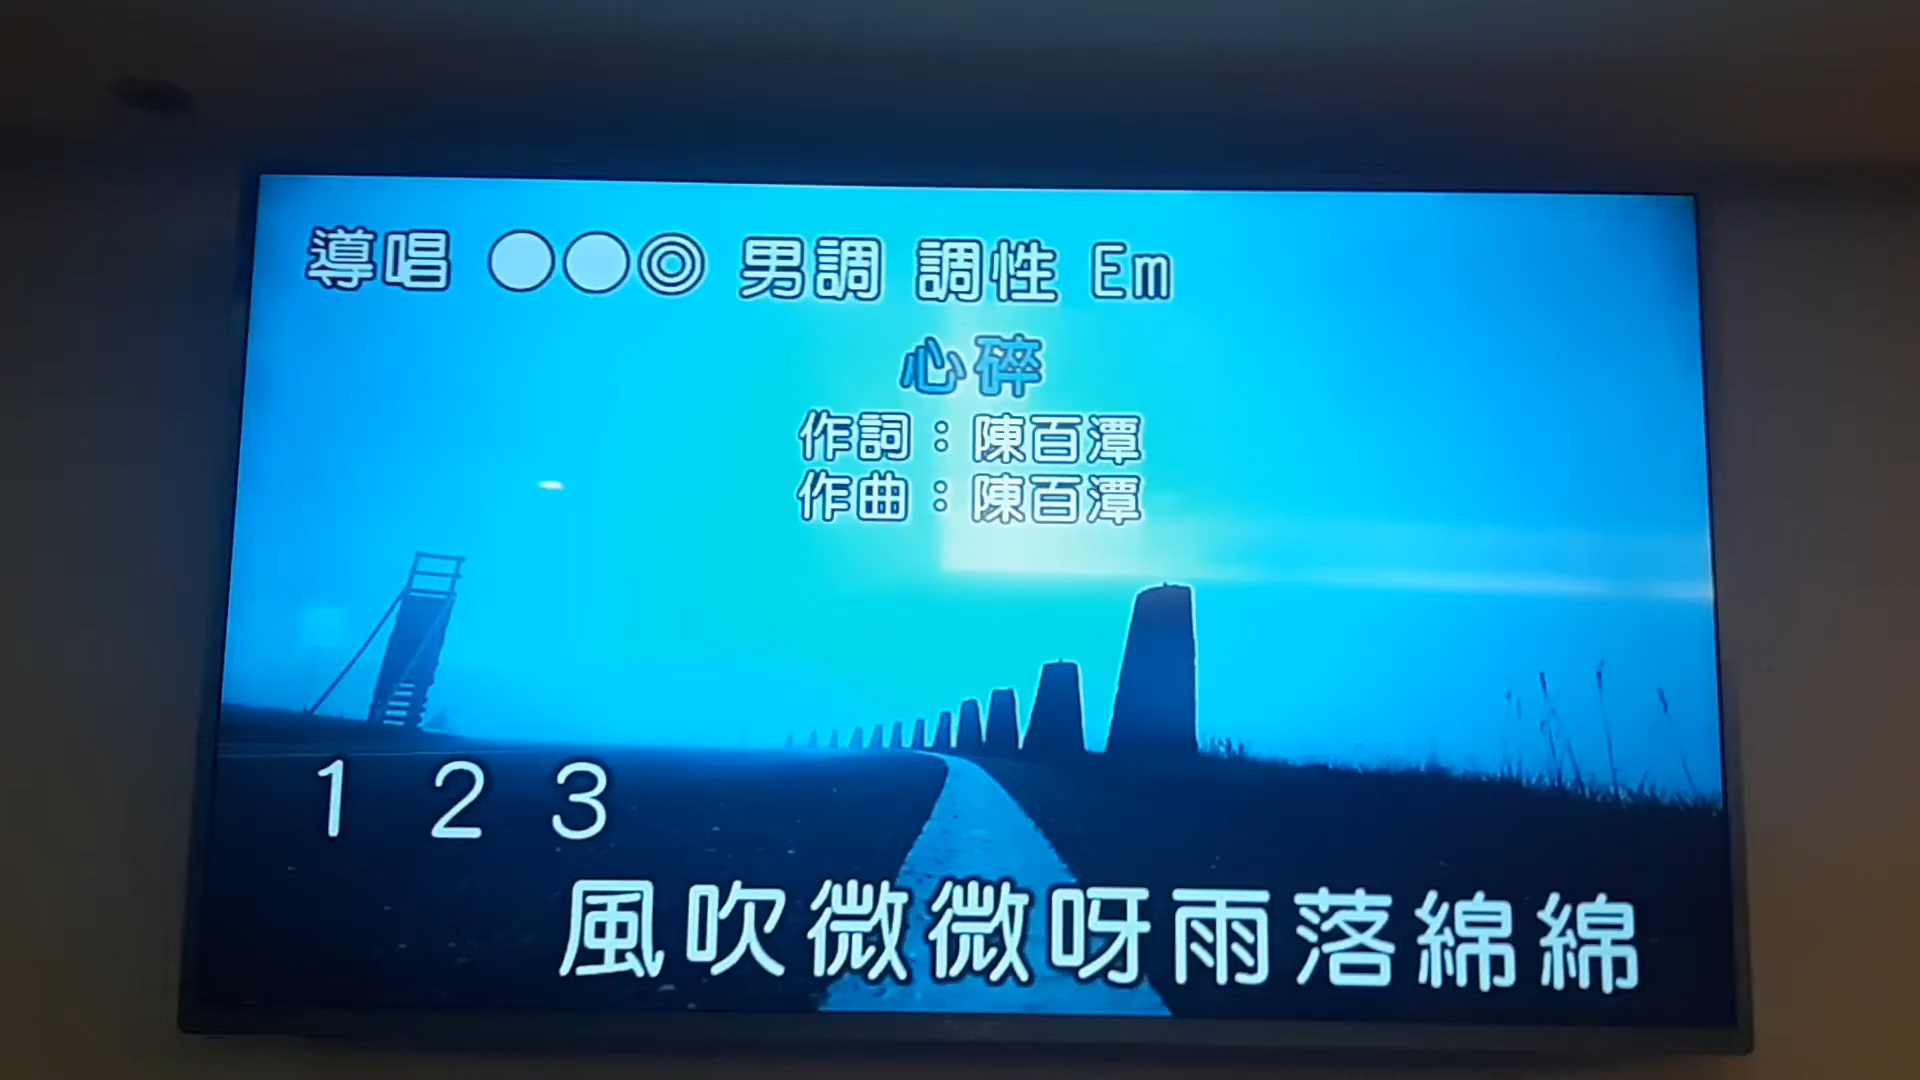 導唱 ●●◎ 男調 調性 Em
心碎
作詞：陳百潭
作曲：陳百潭
1 2 3
風吹微微呀雨落綿綿